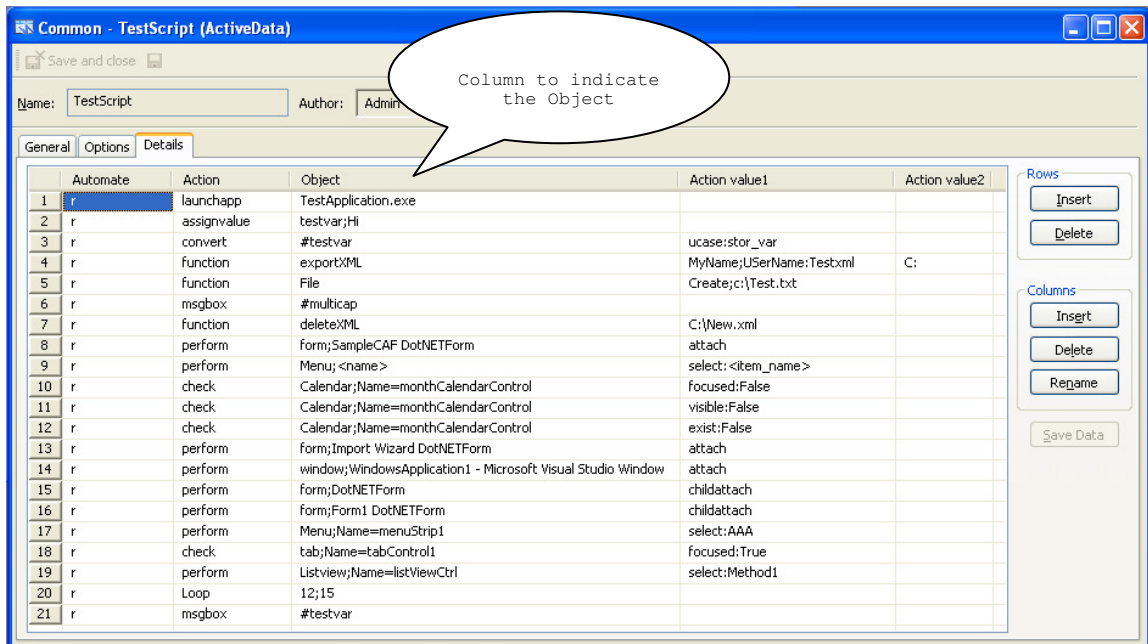 Common - TestScript (ActiveData)
Save and close
Column to indicate
the Object
Name: TestScript Author: Admin
General Options Details
Automate Action Object Action value1 Action value2
1 r launchapp TestApplication.exe
2 r assignvalue testvar;Hi
3 r convert #testvar ucase:stor_var
4 r function exportXML MyName;USerName:Testxml C:
5 r function File Create;c:\Test.txt
6 r msgbox #multicap
7 r function deleteXML C:\New.xml
8 r perform form;SampleCAF DotNETForm attach
9 r perform Menu;<name> select:<item_name>
10 r check Calendar;Name=monthCalendarControl focused:False
11 r check Calendar;Name=monthCalendarControl visible:False
12 r check Calendar;Name=monthCalendarControl exist:False
13 r perform form;Import Wizard DotNETForm attach
14 r perform window;WindowsApplication1 - Microsoft Visual Studio Window attach
15 r perform form;DotNETForm childattach
16 r perform form;Form1 DotNETForm childattach
17 r perform Menu;Name=menuStrip1 select:AAA
18 r check tab;Name=tabControl1 focused:True
19 r perform Listview;Name=listViewCtrl select:Method1
20 r Loop 12;15
21 r msgbox #testvar
Rows
Insert
Delete
Columns
Insert
Delete
Rename
Save Data